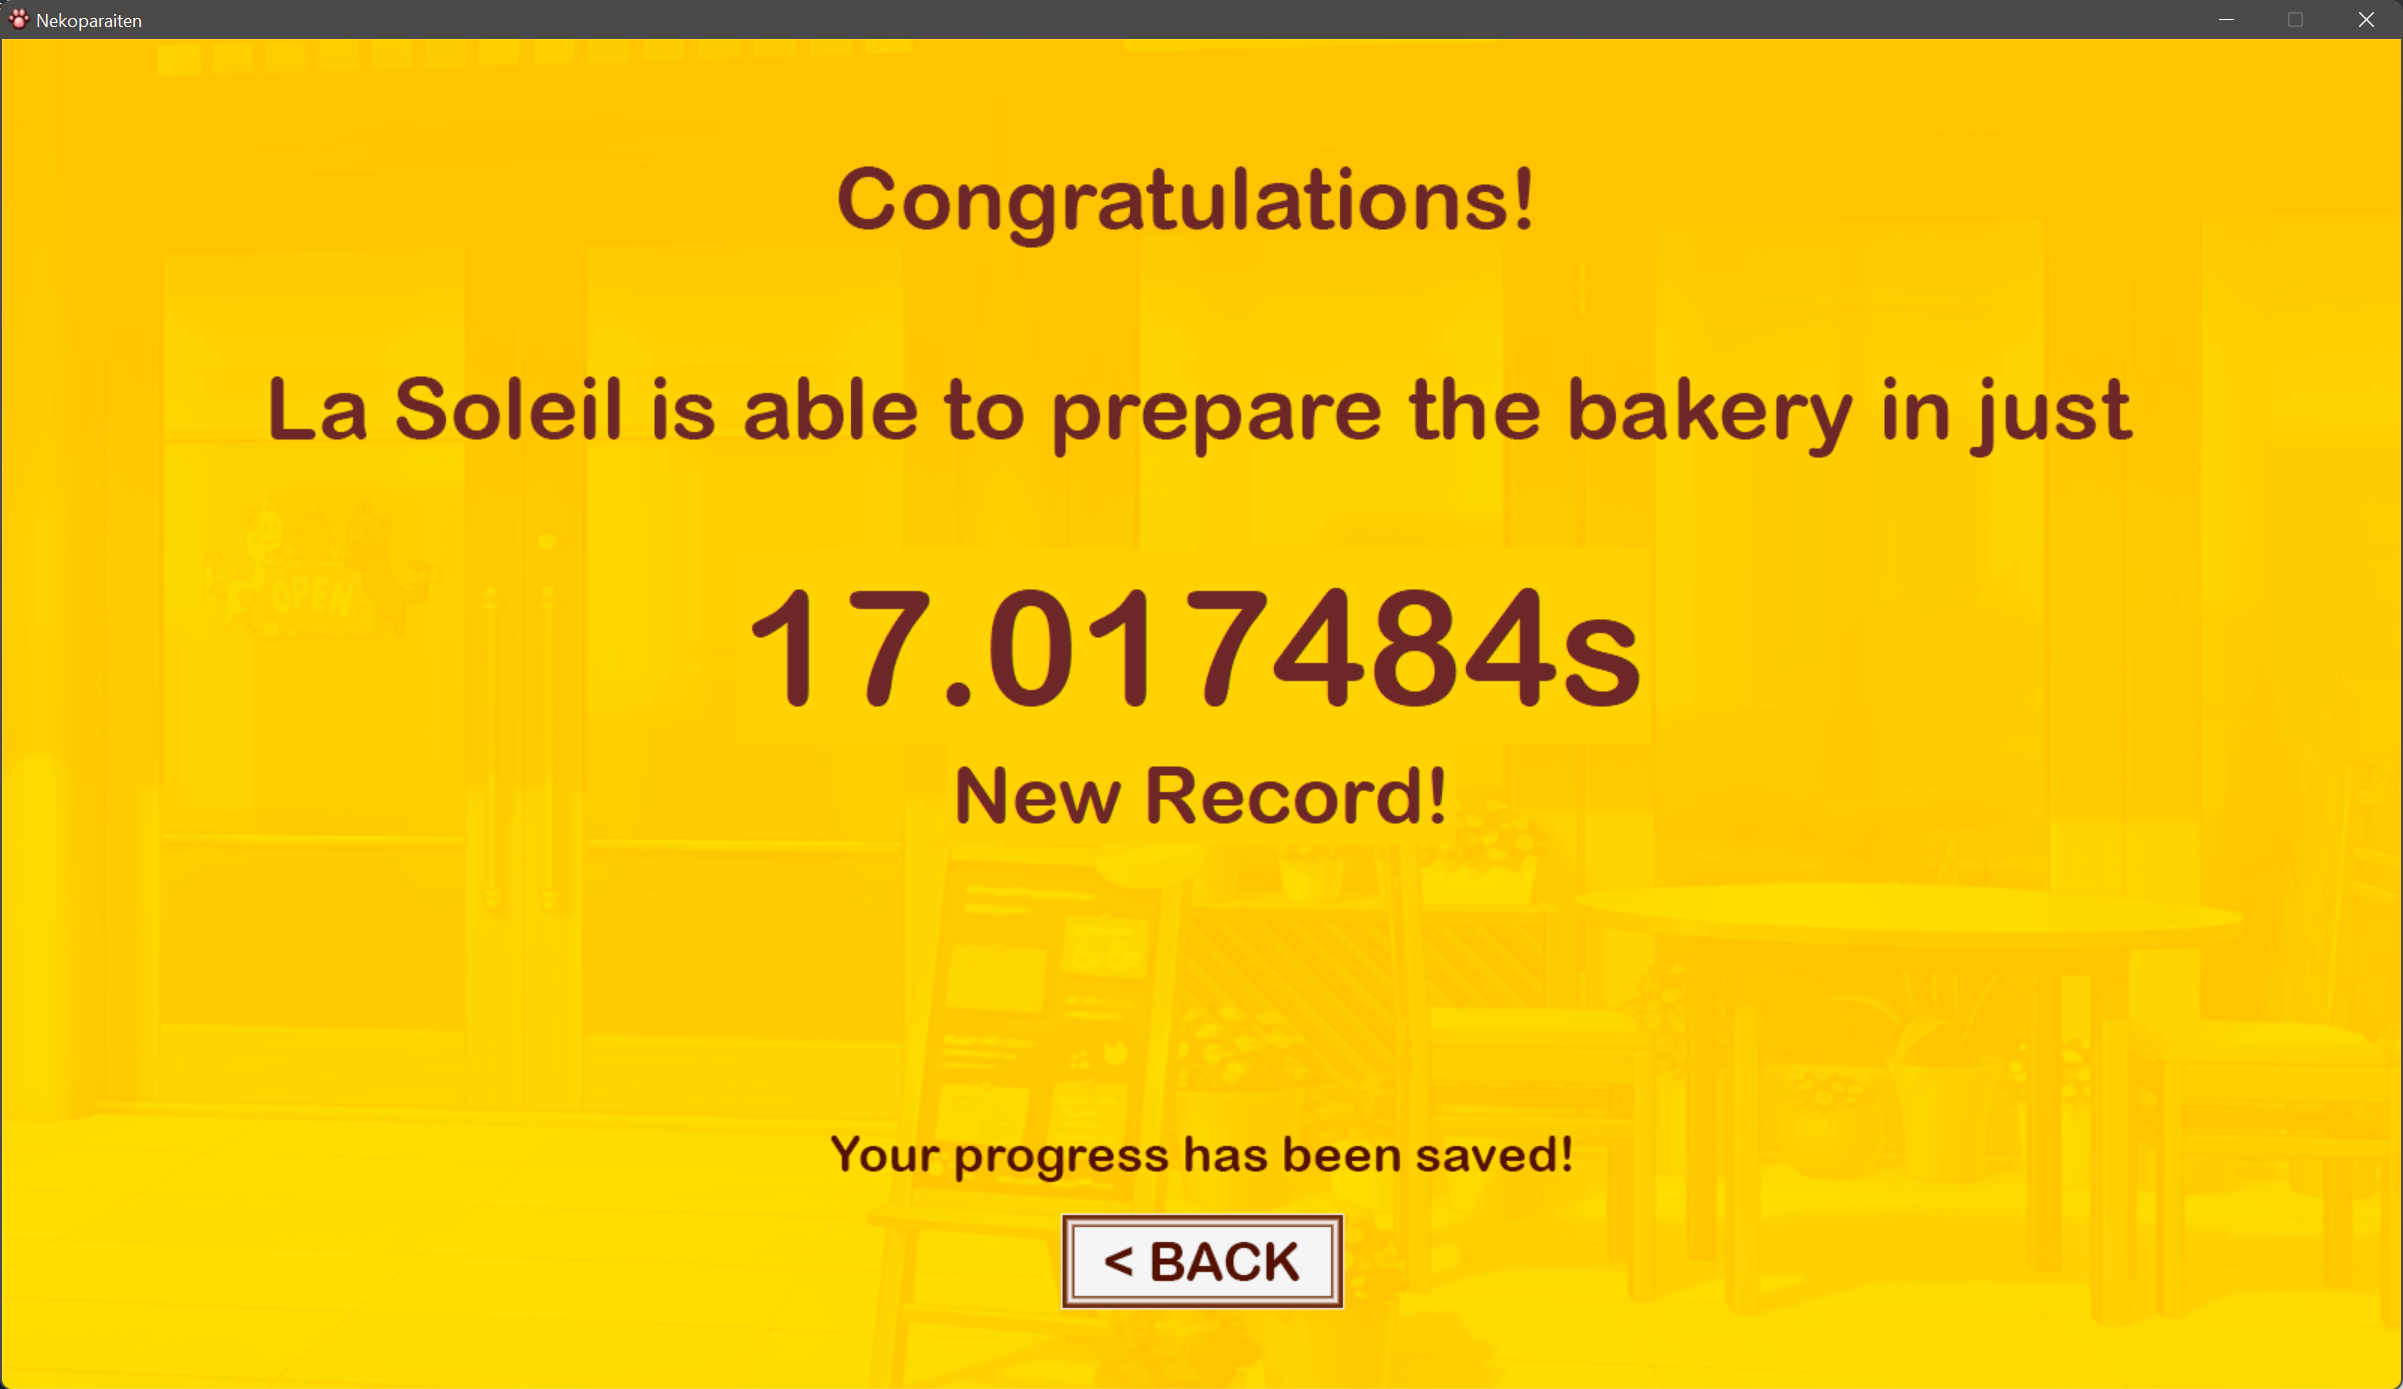 Nekoparaiten
Congratulations!
La Soleil is able to prepare the bakery in just
OPEN
17.017484s
New Record!
Your progress has been saved!
< BACK